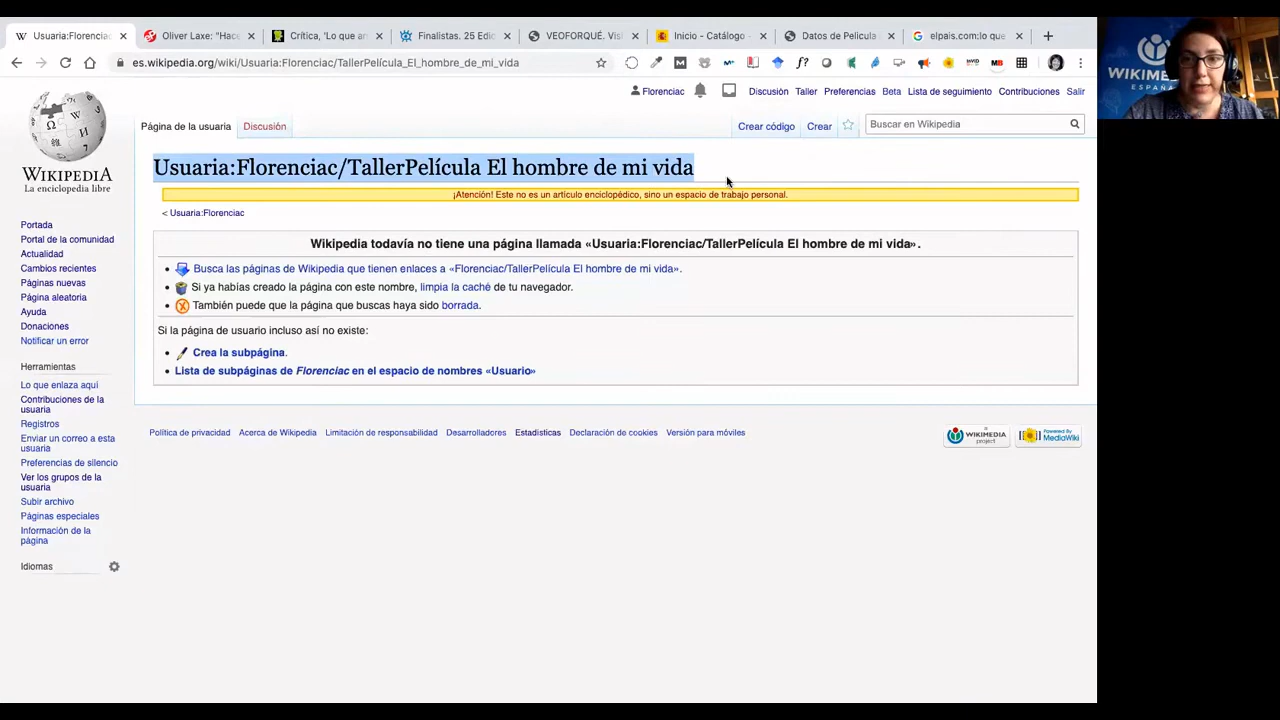 Usuaria:Florenciac
Oliver Laxe: "Hace
Crítica, 'Lo que ar
Finalistas. 25 Edic
VEOFORQUÉ. Vis
Inicio - Catálogo
Datos de Pelicula
elpais.com:lo que
es.wikipedia.org/wiki/Usuaria:Florenciac/TallerPelícula_El_hombre_de_mi_vida
WIKIMEDIA
ESPAÑA
Florenciac
Discusión
Taller
Preferencias
Beta
Lista de seguimiento
Contribuciones
Salir
WIKIPEDIA
La enciclopedia libre
Página de la usuaria
Discusión
Crear código
Crear
Buscar en Wikipedia
Usuaria:Florenciac/TallerPelícula El hombre de mi vida
¡Atención! Este no es un artículo enciclopédico, sino un espacio de trabajo personal.
< Usuaria:Florenciac
Wikipedia todavía no tiene una página llamada «Usuaria:Florenciac/TallerPelícula El hombre de mi vida».
Busca las páginas de Wikipedia que tienen enlaces a «Florenciac/TallerPelícula El hombre de mi vida».
Si ya habías creado la página con este nombre, limpia la caché de tu navegador.
También puede que la página que buscas haya sido borrada.
Si la página de usuario incluso así no existe:
Crea la subpágina.
Lista de subpáginas de Florenciac en el espacio de nombres «Usuario»
Portada
Portal de la comunidad
Actualidad
Cambios recientes
Páginas nuevas
Página aleatoria
Ayuda
Donaciones
Notificar un error
Herramientas
Lo que enlaza aquí
Contribuciones de la
usuaria
Registros
Enviar un correo a esta
usuaria
Preferencias de silencio
Ver los grupos de la
usuaria
Subir archivo
Páginas especiales
Información de la
página
Idiomas
Política de privacidad
Acerca de Wikipedia
Limitación de responsabilidad
Desarrolladores
Estadísticas
Declaración de cookies
Versión para móviles
a
WIKIMEDIA
project
Powered By
MediaWiki